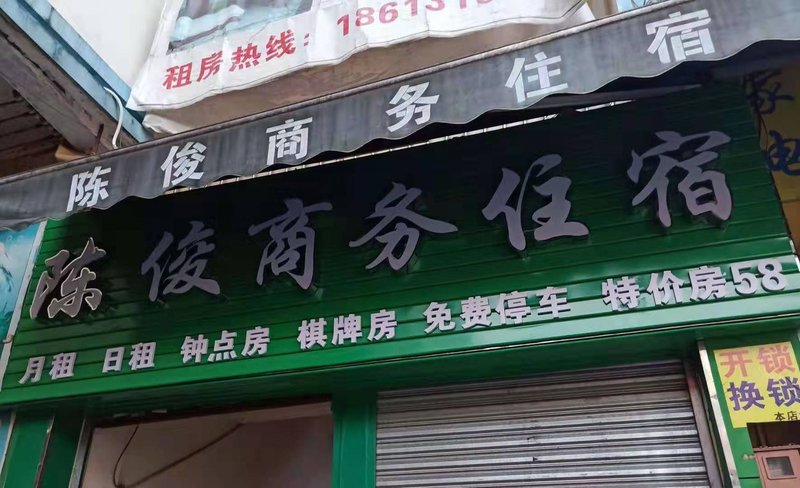 租房热线:
陈俊商务住宿
陈俊商务住宿
月租 日租 钟点房 棋牌房 免费停车 特价房58
开锁
换锁
本店